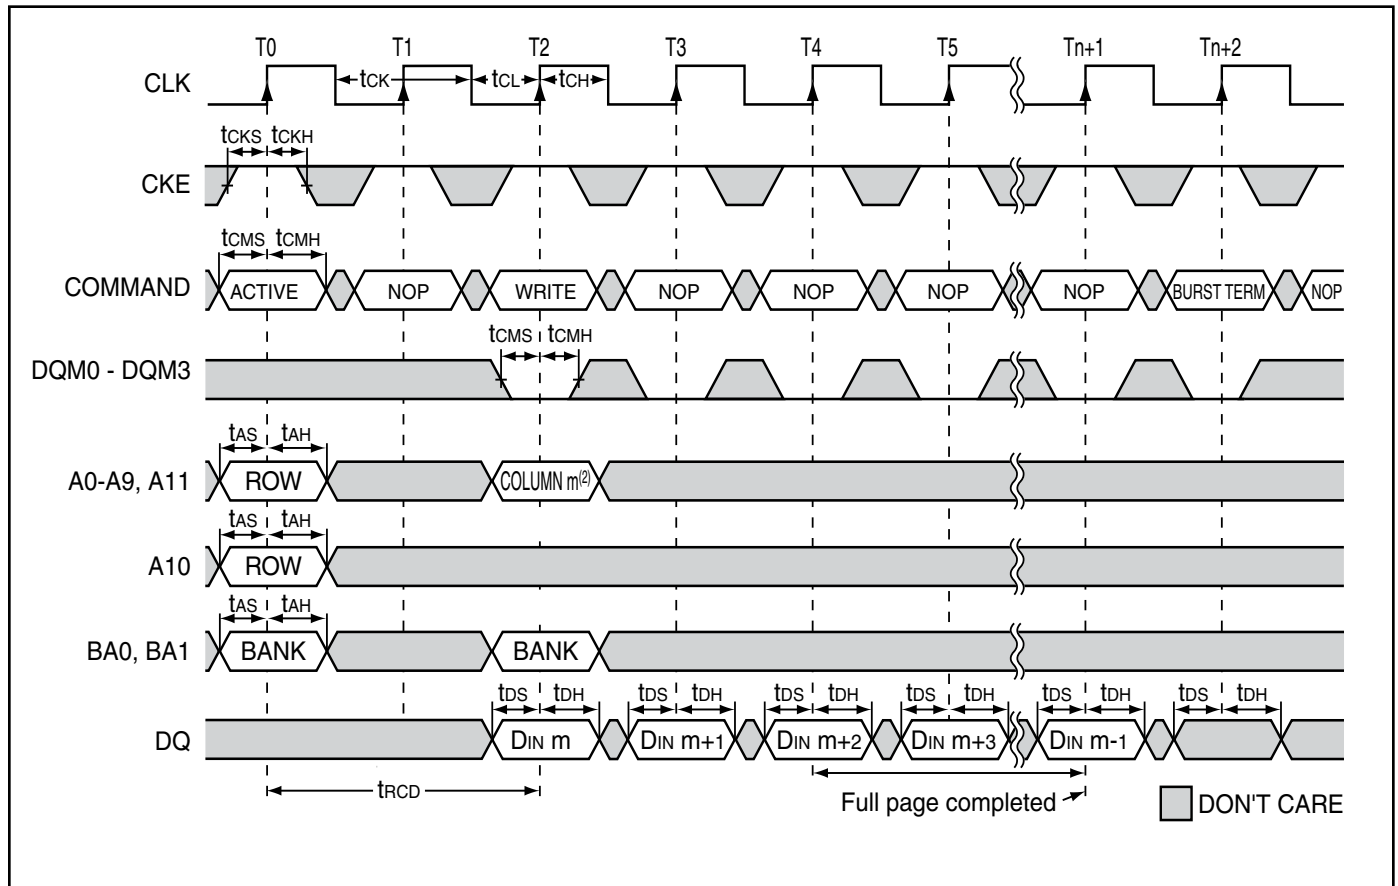 T0 T1 T2 T3 T4 T5 Tn+1 Tn+2
CLK tCK tCL tCH
tCKS tCKH
CKE
tCMS tCMH
COMMAND ACTIVE NOP WRITE NOP NOP NOP NOP BURST TERM NOP
tCMS tCMH
DQM0 - DQM3
tAS tAH
A0-A9, A11 ROW COLUMN m(2)
tAS tAH
A10 ROW
tAS tAH
BA0, BA1 BANK BANK
tDS tDH tDS tDH tDS tDH tDS tDH tDS tDH tDS tDH
DQ DIN m DIN m+1 DIN m+2 DIN m+3 DIN m-1
tRCD
Full page completed
DON'T CARE